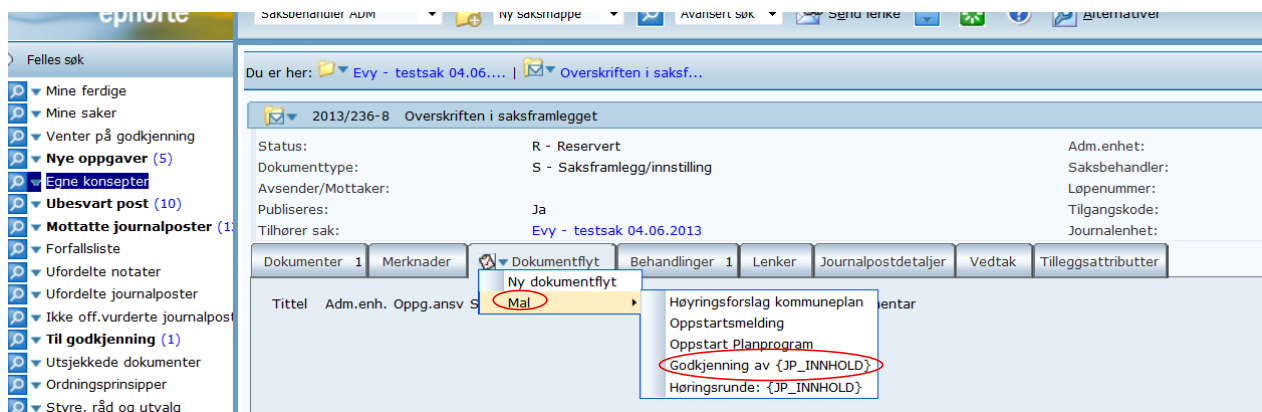 ephorte
Saksbehandler ADM Ny saksmappe Avansert søk Send lenke Alternativer
Felles søk
Mine ferdige
Mine saker
Venter på godkjenning
Nye oppgaver (5)
Egne konsepter
Ubesvart post (10)
Mottatte journalposter
Forfallsliste
Ufordelte notater
Ufordelte journalposter
Ikke off.vurderte journalpost
Til godkjenning (1)
Utsjekkede dokumenter
Ordningsprinsipper
Styre, råd og utvalg
Du er her: Evy - testsak 04.06.... | Overskriften i saksf...
2013/236-8 Overskriften i saksframlegget
Status: R - Reservert Adm.enhet:
Dokumenttype: S - Saksframlegg/innstilling Saksbehandler:
Avsender/Mottaker: Løpenummer:
Publiseres: Ja Tilgangskode:
Tilhører sak: Evy - testsak 04.06.2013 Journalenhet:
Dokumenter 1 Merknader Dokumentflyt Behandlinger 1 Lenker Journalpostdetaljer Vedtak Tilleggsattributter
Tittel Adm.enh. Oppg.ansv S
Ny dokumentflyt
Mal
Høyringsforslag kommuneplan
Oppstartsmelding
Oppstart Planprogram
Godkjenning av {JP_INNHOLD}
Høringsrunde: {JP_INNHOLD}
entar